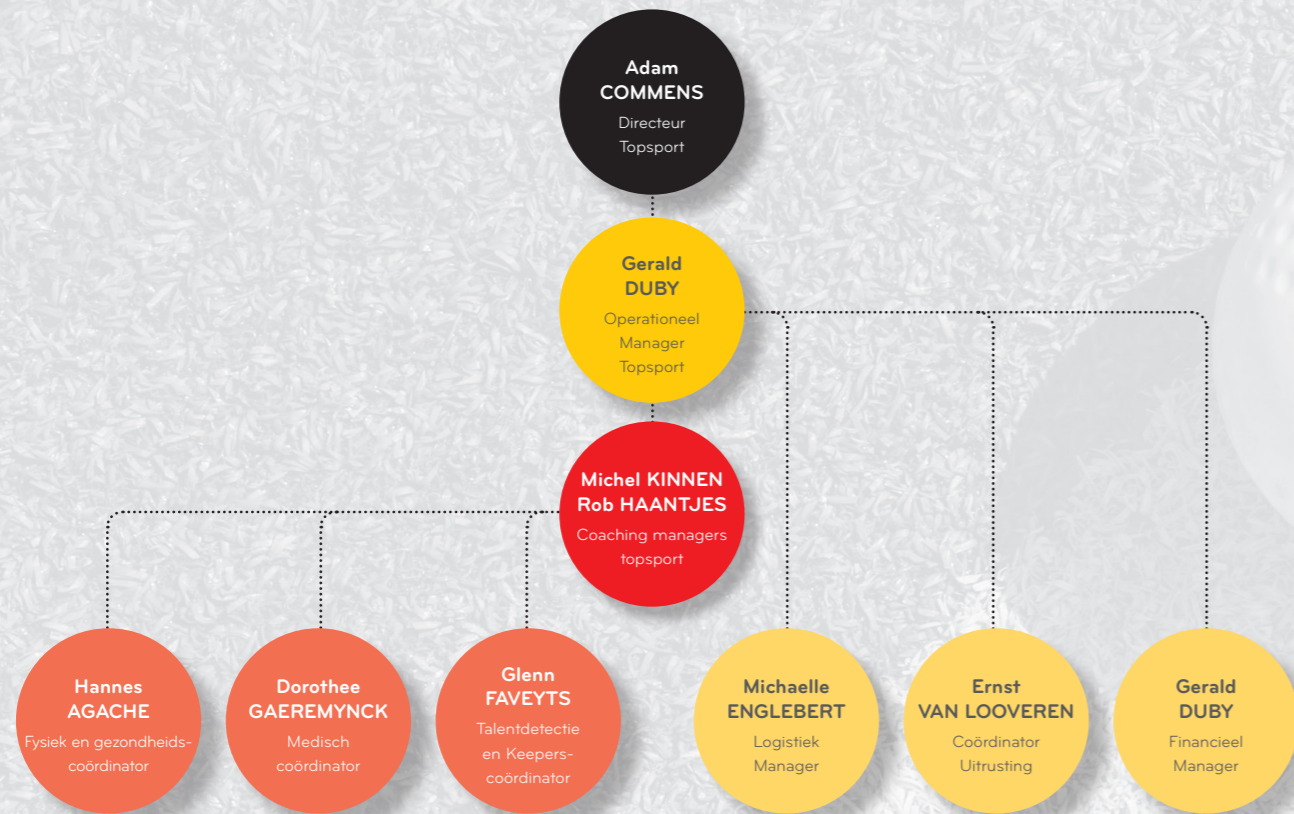 Adam
COMMENS
Directeur
Topsport
Gerald
DUBY
Operationeel
Manager
Topsport
Michel KINNEN
Rob HAANTJES
Coaching managers
topsport
Hannes
AGACHE
Fysiek en gezondheids-
coördinator
Dorothee
GAEREMYNCK
Medisch
coördinator
Glenn
FAVEYTS
Talentdetectie
en Keepers-
coördinator
Michaelle
ENGLEBERT
Logistiek
Manager
Ernst
VAN LOOVEREN
Coördinator
Uitrusting
Gerald
DUBY
Financieel
Manager